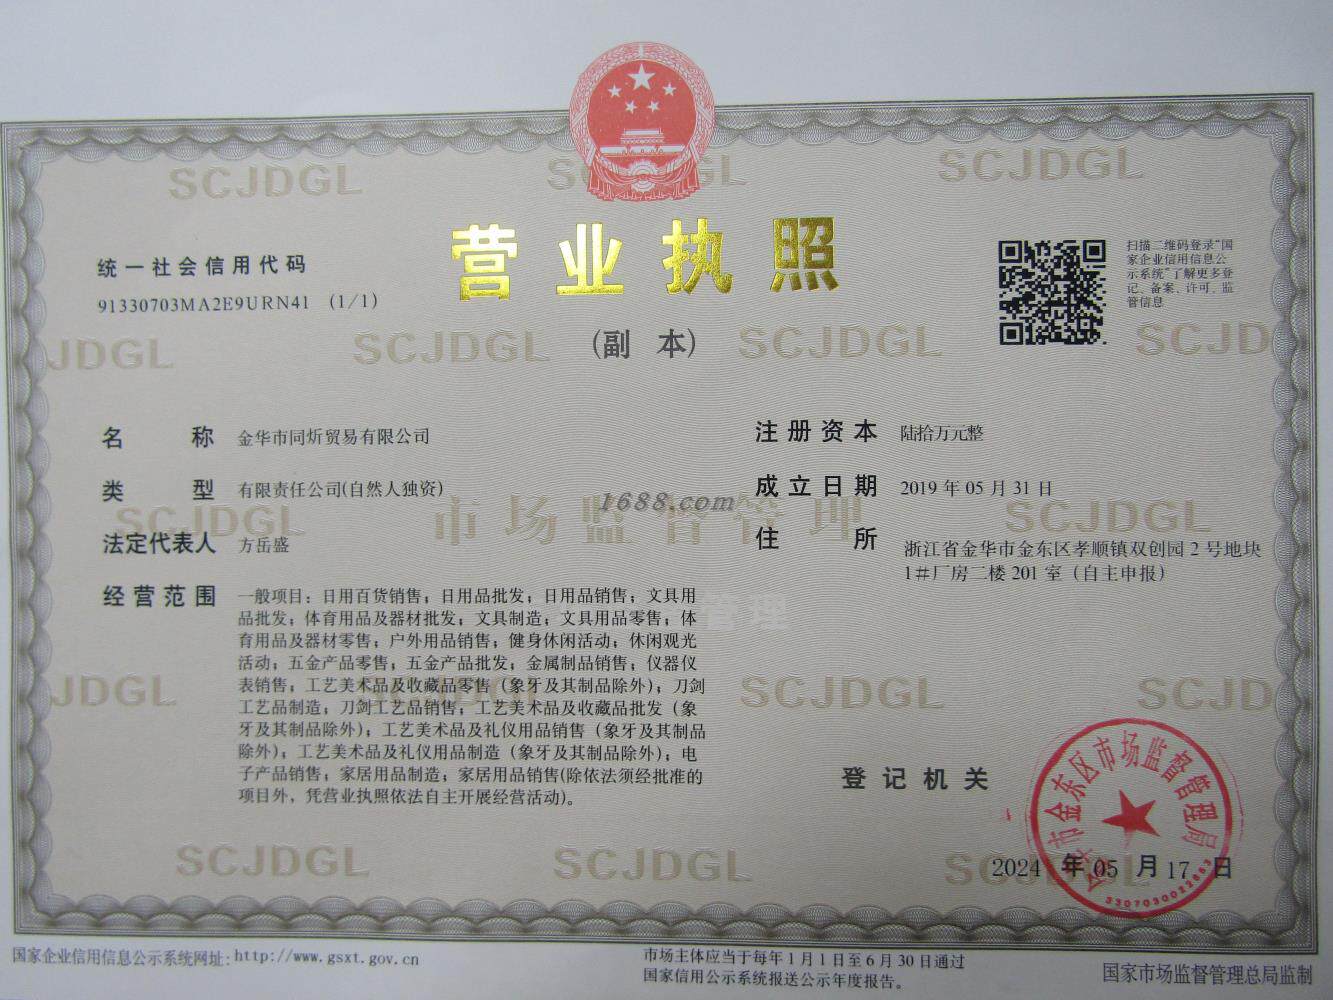 营业执照
(副 本)
统一社会信用代码
91330703MA2E9URN41 (1/1)
扫描二维码登录“国
家企业信用信息公
示系统”了解更多登
记、备案、许可、监
管信息
名 称 金华市同炘贸易有限公司
类 型 有限责任公司(自然人独资)
法定代表人 方岳盛
经营范围 一般项目：日用百货销售；日用品批发；日用品销售；文具用
品批发；体育用品及器材批发；文具制造；文具用品零售；体
育用品及器材零售；户外用品销售；健身休闲活动；休闲观光
活动；五金产品零售；五金产品批发；金属制品销售；仪器仪
表销售；工艺美术品及收藏品零售（象牙及其制品除外）；刀剑
工艺品制造；刀剑工艺品销售；工艺美术品及收藏品批发（象
牙及其制品除外）；工艺美术品及礼仪用品销售（象牙及其制品
除外）；工艺美术品及礼仪用品制造（象牙及其制品除外）；电
子产品销售；家居用品制造；家居用品销售(除依法须经批准的
项目外，凭营业执照依法自主开展经营活动)。
注册资本 陆拾万元整
成立日期 2019 年 05 月 31 日
住 所 浙江省金华市金东区孝顺镇双创园 2 号地块
1＃厂房二楼 201 室（自主申报）
1688.com
市场监督管理
SCJDGL
登记机关
金华市金东区市场监督管理局
2024 年 05 月 17 日
国家企业信用信息公示系统网址：http://www.gsxt.gov.cn
市场主体应当于每年 1 月 1 日至 6 月 30 日通过
国家信用公示系统报送公示年度报告。
国家市场监督管理总局监制